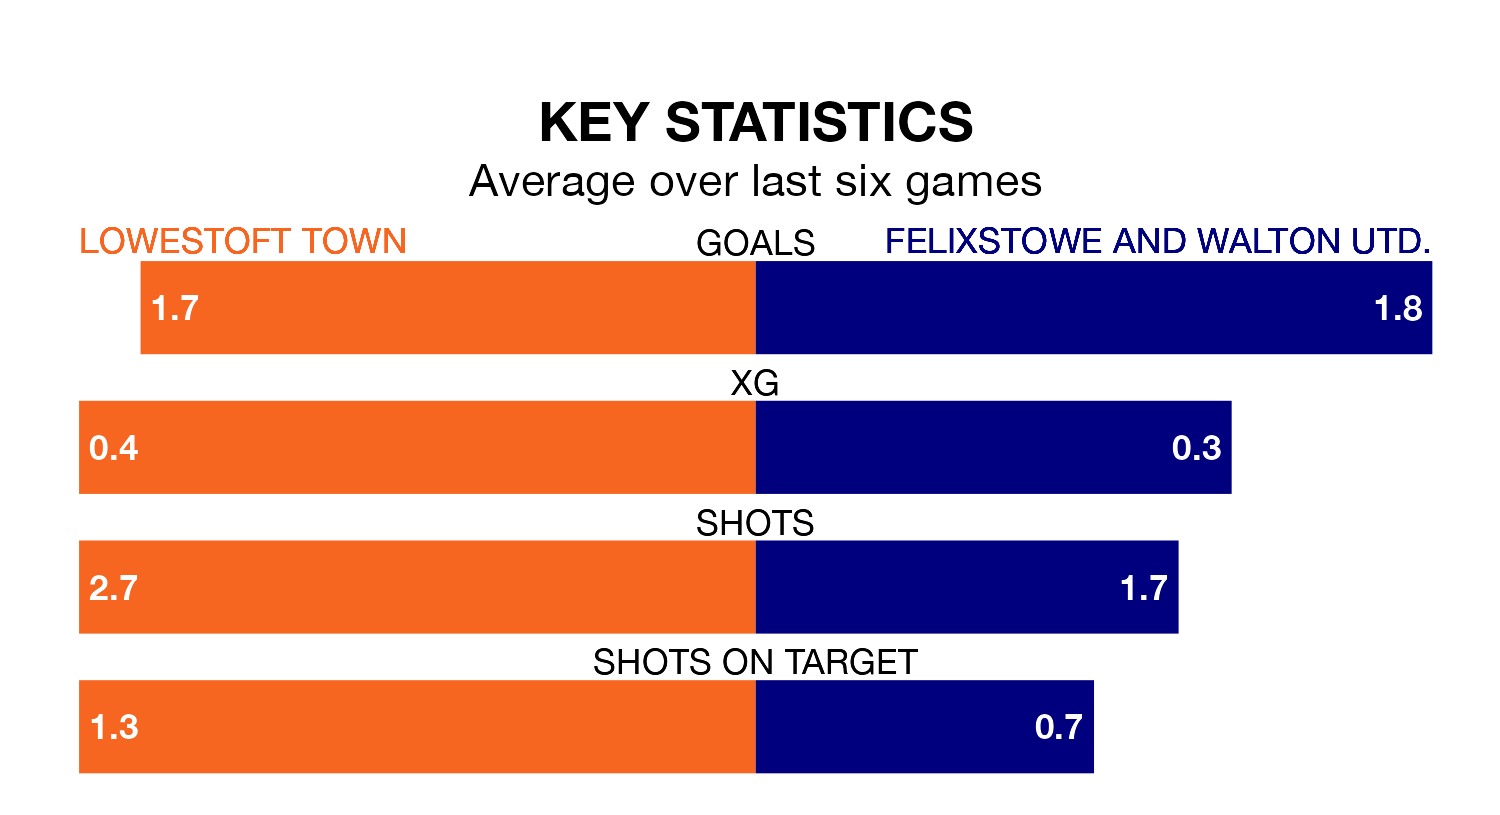 KEY STATISTICS
Average over last six games
LOWESTOFT TOWN GOALS FELIXSTOWE AND WALTON UTD.
1.7 1.8
XG
0.4 0.3
SHOTS
2.7 1.7
SHOTS ON TARGET
1.3 0.7